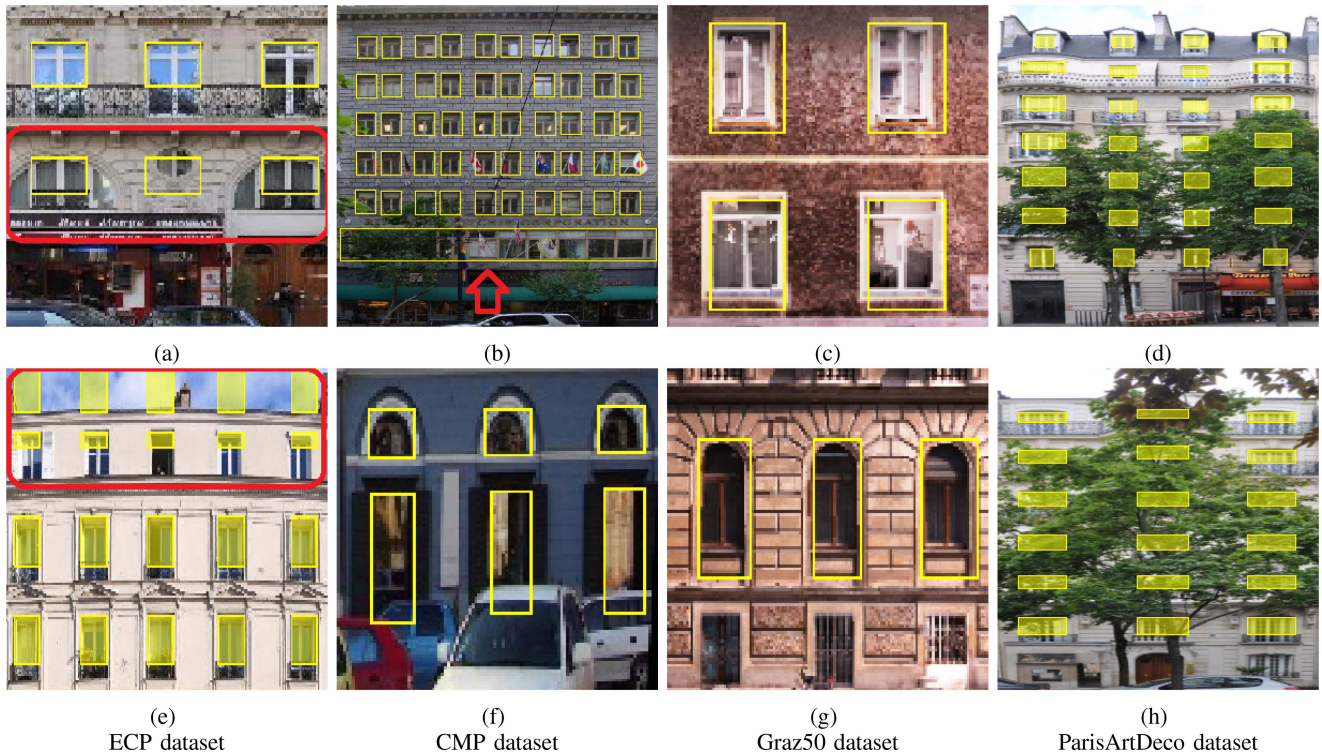 (a)
(b)
(c)
(d)
(e)
(f)
(g)
(h)
ECP dataset
CMP dataset
Graz50 dataset
ParisArtDeco dataset